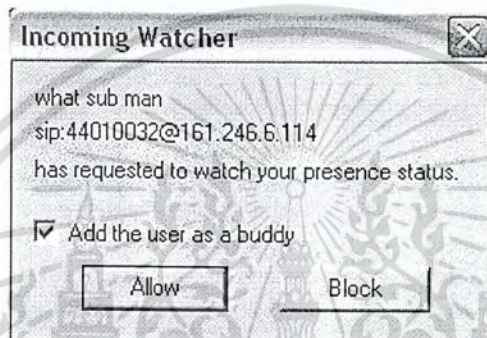 Incoming Watcher
what sub man
sip:44010032@161.246.6.114
has requested to watch your presence status.
Add the user as a buddy
Allow
Block